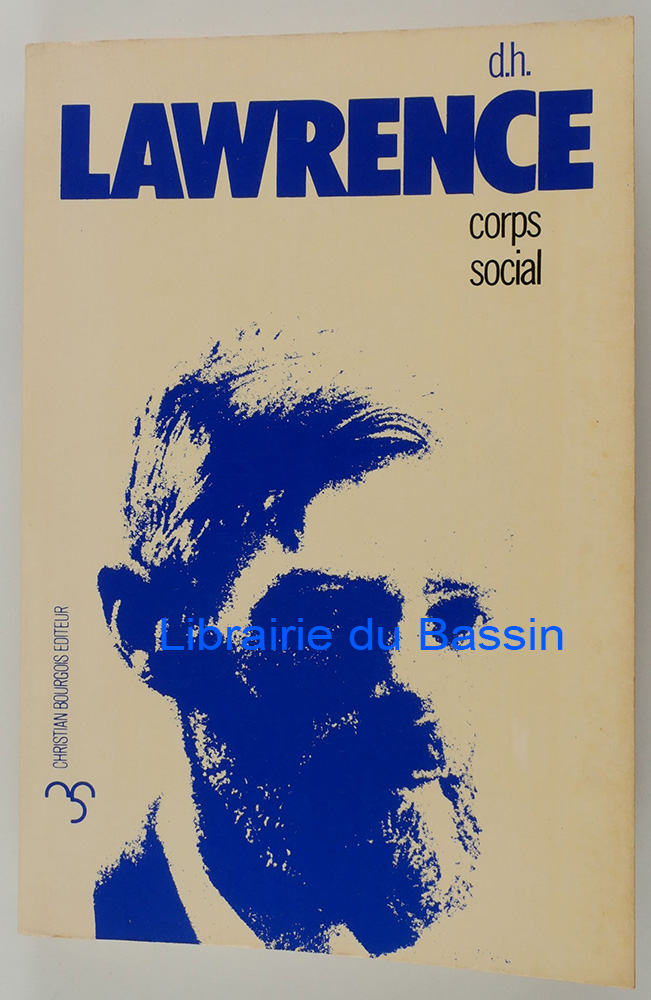 d.h.
LAWRENCE
corps
social
Librairie du Bassin
CHRISTIAN BOURGOIS EDITEUR